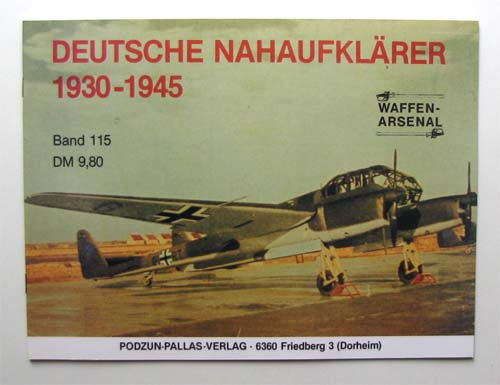 DEUTSCHE NAHAUFKLÄRER
1930-1945
WAFFEN-
ARSENAL
Band 115
DM 9,80
PODZUN-PALLAS-VERLAG · 6360 Friedberg 3 (Dorheim)